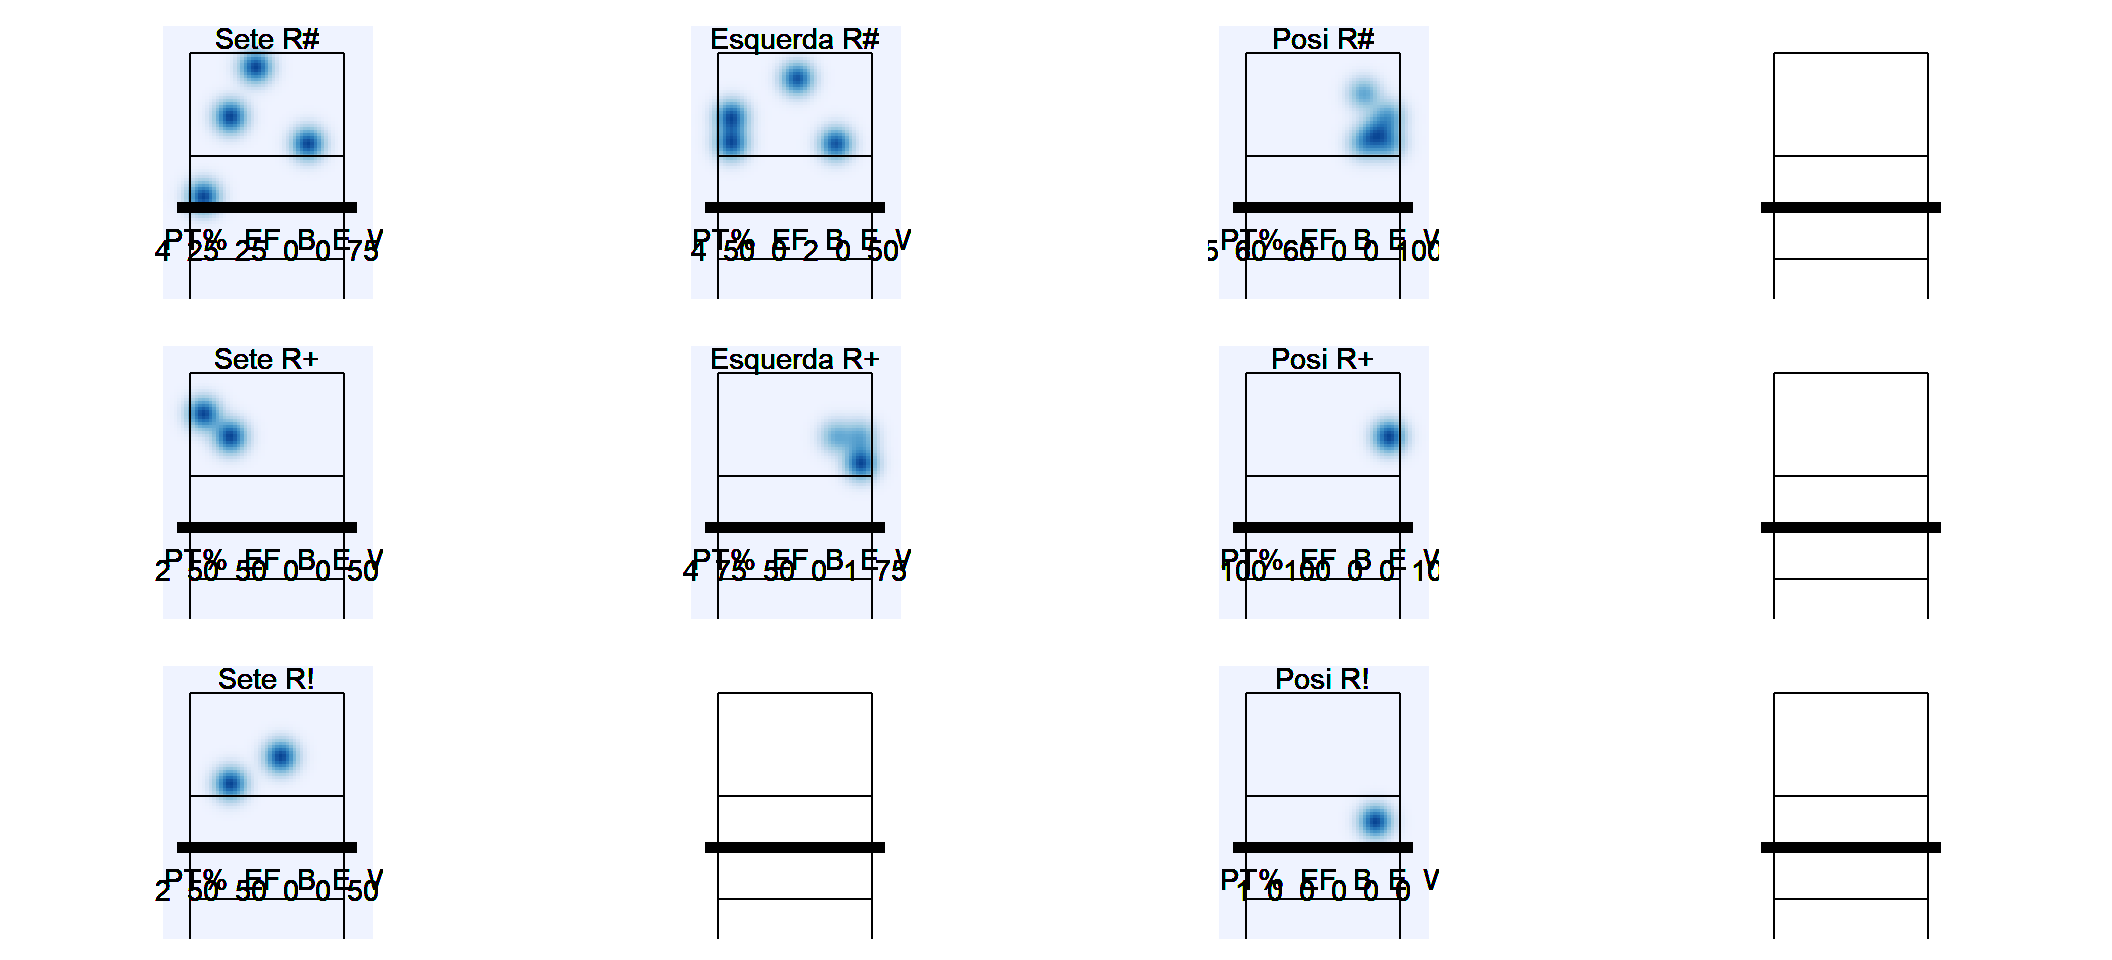 Sete R#
Esquerda R#
Posi R#
PT% EF B E V
4 25 25 0 0 75
PT% EF B E V
4 50 0 2 0 50
PT% EF B E V
5 60 60 0 0 100
Sete R+
Esquerda R+
Posi R+
PT% EF B E V
2 50 50 0 0 50
PT% EF B E V
4 75 50 0 1 75
PT% EF B E V
100 100 0 0 10
Sete R!
Posi R!
PT% EF B E V
2 50 50 0 0 50
PT% EF B E V
1 0 0 0 0 0